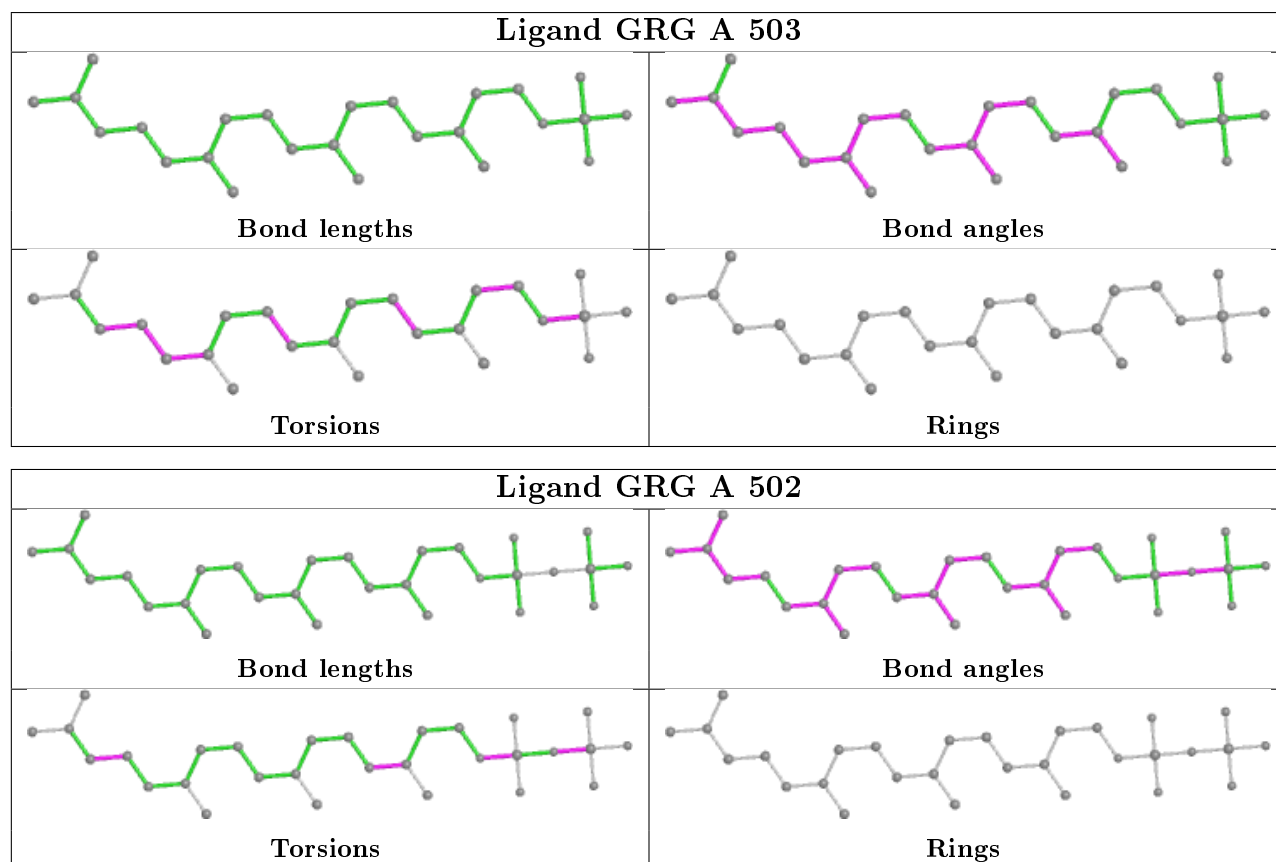 Ligand GRG A 503
Bond lengths
Bond angles
Torsions
Rings
Ligand GRG A 502
Bond lengths
Bond angles
Torsions
Rings